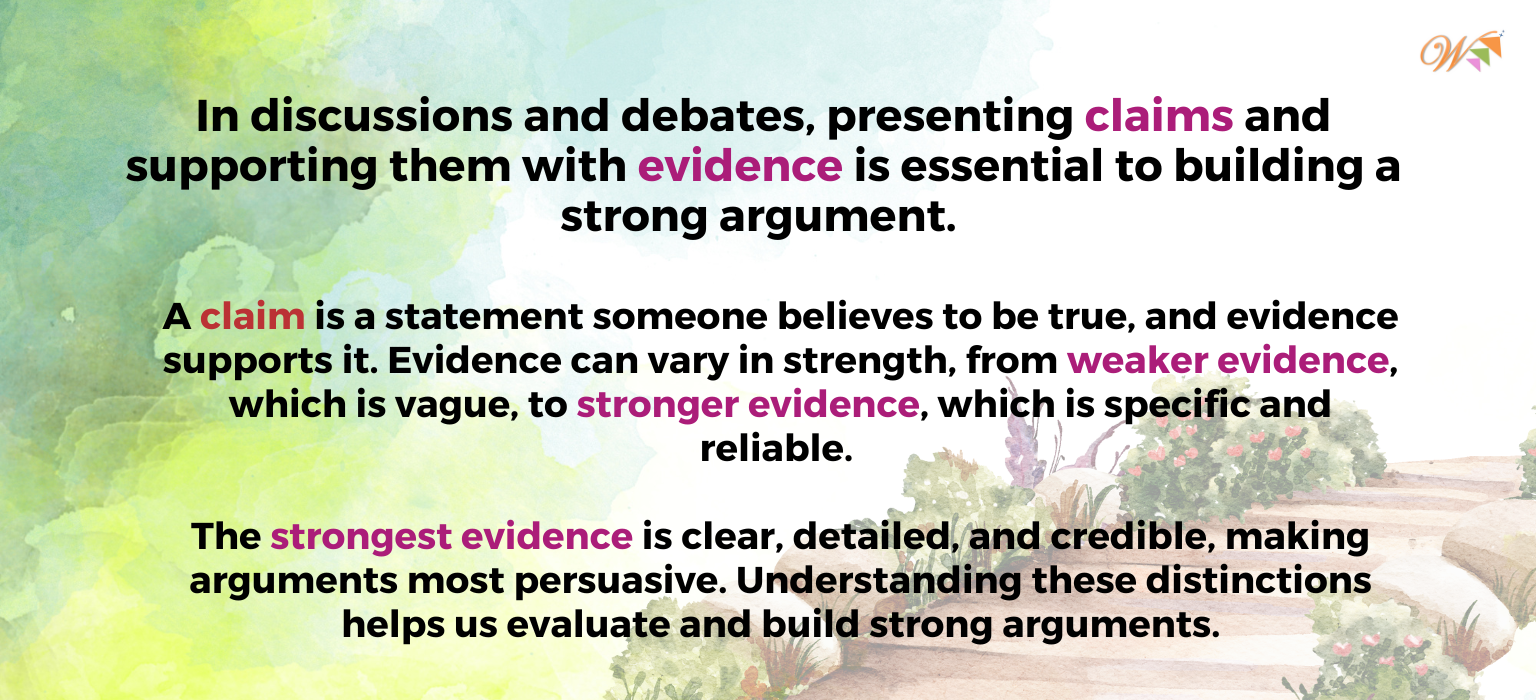 W
In discussions and debates, presenting claims and
supporting them with evidence is essential to building a
strong argument.
A claim is a statement someone believes to be true, and evidence
supports it. Evidence can vary in strength, from weaker evidence,
which is vague, to stronger evidence, which is specific and
reliable.
The strongest evidence is clear, detailed, and credible, making
arguments most persuasive. Understanding these distinctions
helps us evaluate and build strong arguments.